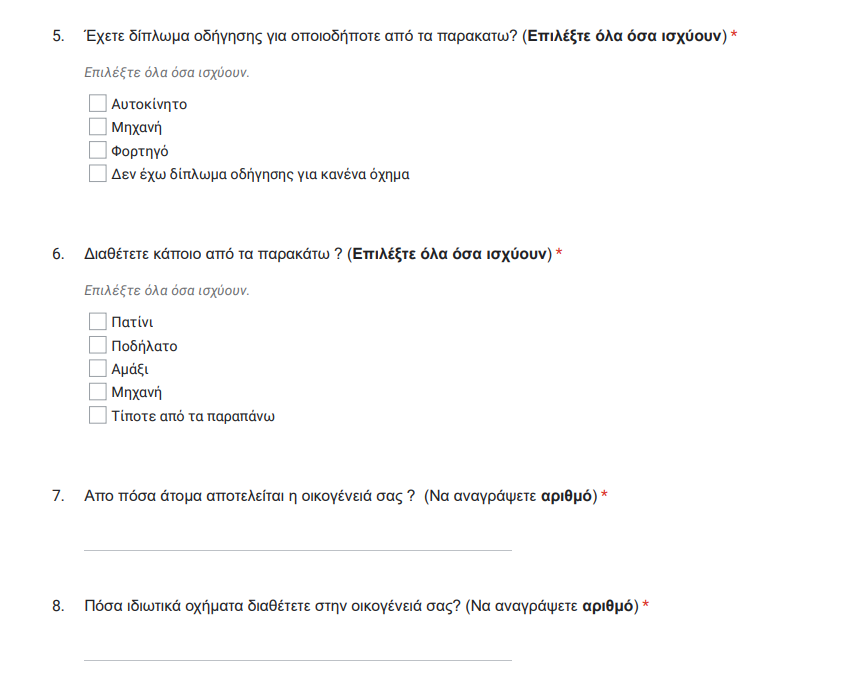 5. Έχετε δίπλωμα οδήγησης για οποιοδήποτε από τα παρακατω? (Επιλέξτε όλα όσα ισχύουν) *
Επιλέξτε όλα όσα ισχύουν.
Αυτοκίνητο
Μηχανή
Φορτηγό
Δεν έχω δίπλωμα οδήγησης για κανένα όχημα
6. Διαθέτετε κάποιο από τα παρακάτω ? (Επιλέξτε όλα όσα ισχύουν) *
Επιλέξτε όλα όσα ισχύουν.
Πατίνι
Ποδήλατο
Αμάξι
Μηχανή
Τίποτε από τα παραπάνω
7. Απο πόσα άτομα αποτελείται η οικογένειά σας ? (Να αναγράψετε αριθμό) *
8. Πόσα ιδιωτικά οχήματα διαθέτετε στην οικογένειά σας? (Να αναγράψετε αριθμό) *